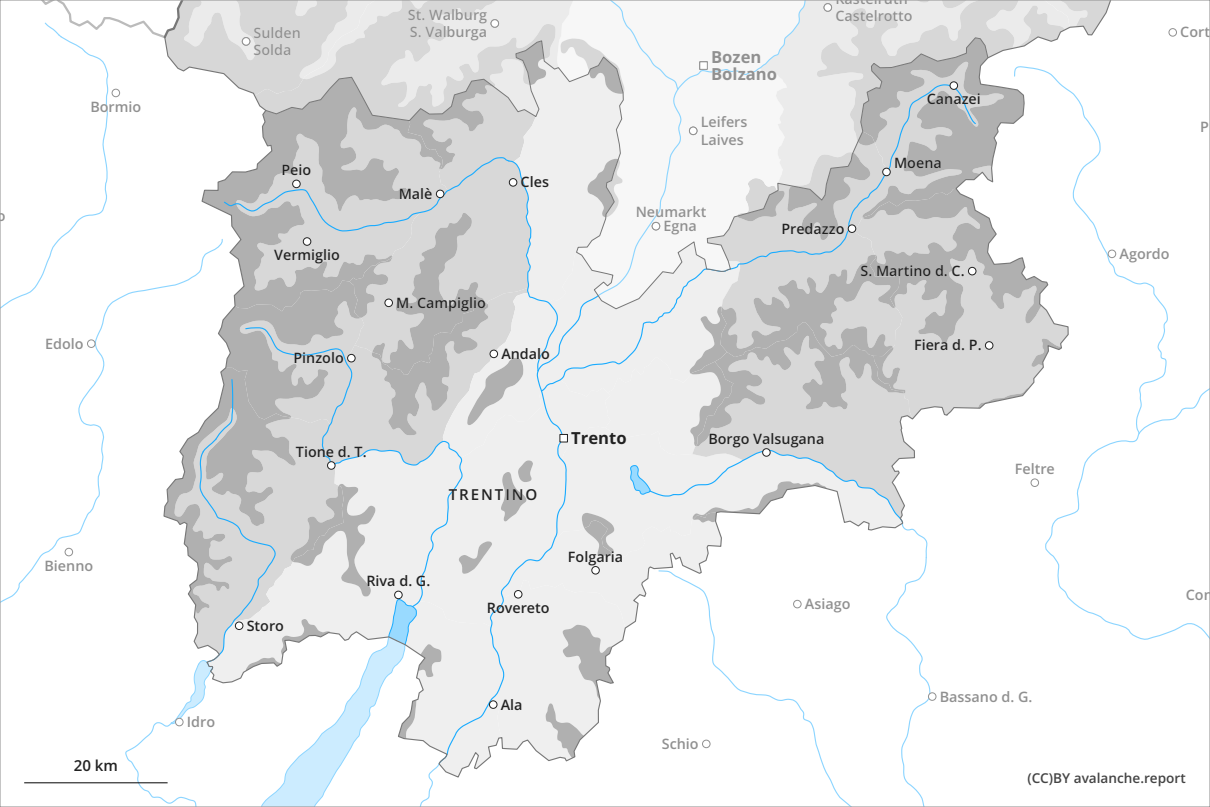 Kastelruth
Castelrotto
St. Walburg
S. Valburga
Sulden
Solda
Cort
Bozen
Bolzano
Bormio
Canazei
Leifers
Laives
P
Moena
Peio
Malè
Cles
Neumarkt
Egna
Predazzo
Vermiglio
Agordo
S. Martino d. C.
M. Campiglio
Edolo
Pinzolo
Andalo
Fiera d. P.
Trento
Borgo Valsugana
Tione d. T.
Feltre
TRENTINO
Bienno
Folgaria
Riva d. G.
Rovereto
Asiago
Cor
Storo
Bassano d. G.
Ala
Idro
Schio
20 km
(CC)BY avalanche.report